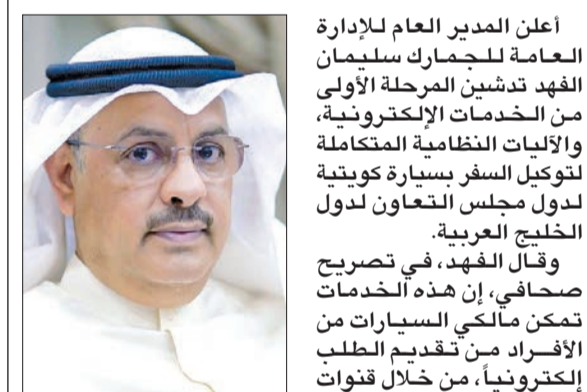 أعلن المدير العام للإدارة
العامة للجمارك سليمان
الفهد تدشين المرحلة الأولى
من الخدمات الإلكترونية،
والآليات النظامية المتكاملة
لتوكيل السفر بسيارة كويتية
لدول مجلس التعاون لدول
الخليج العربية.
وقال الفهد، في تصريح
صحافي، إن هذه الخدمات
تمكن مالكي السيارات من
الأفراد من تقديم الطلب
إلكترونياً، من خلال قنوات